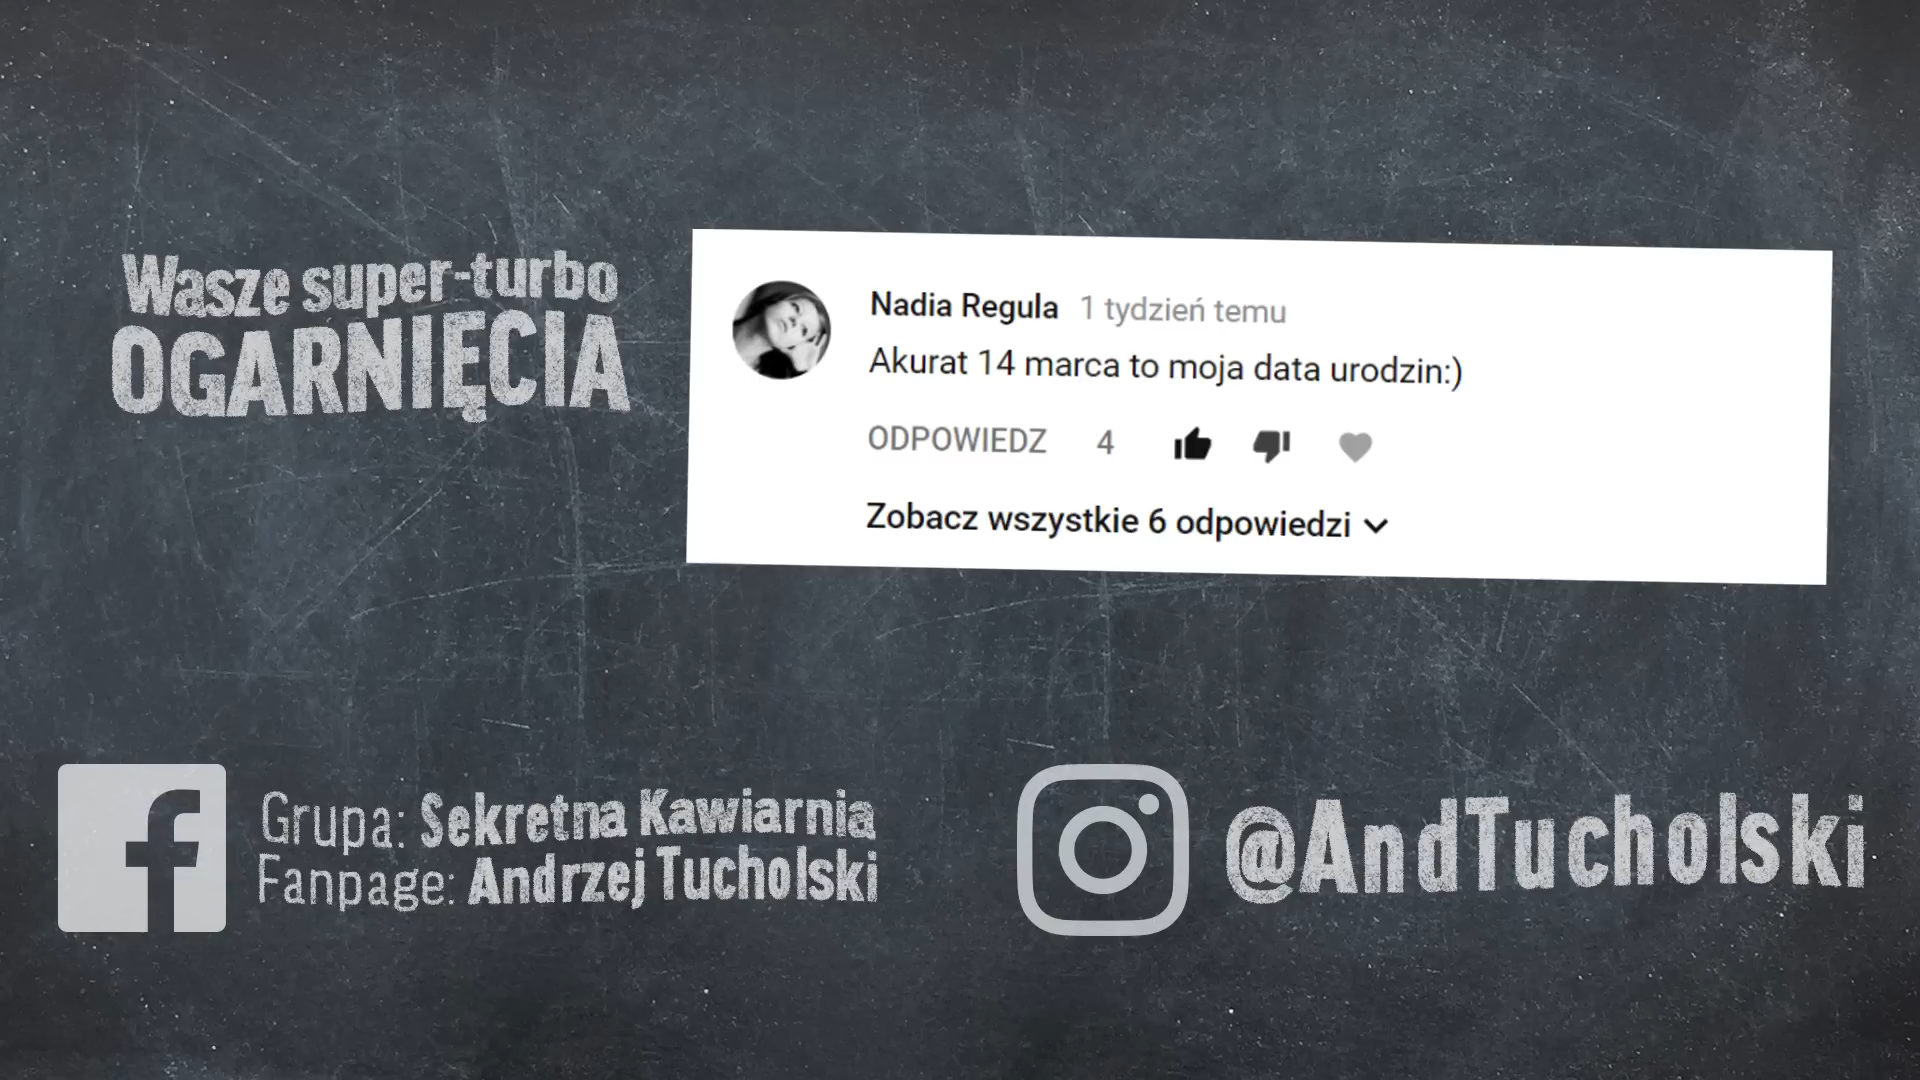 Wasze super-turbo
OGARNIĘCIA
Nadia Regula 1 tydzień temu
Akurat 14 marca to moja data urodzin:)
ODPOWIEDZ 4
Zobacz wszystkie 6 odpowiedzi
Grupa: Sekretna Kawiarnia
Fanpage: Andrzej Tucholski
@AndTucholski